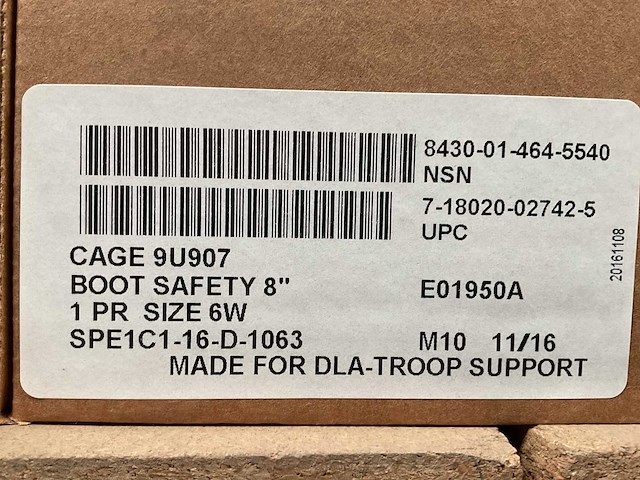 8430-01-464-5540
NSN
7-18020-02742-5
UPC
CAGE 9U907
BOOT SAFETY 8"
E01950A
1 PR SIZE 6W
SPE1C1-16-D-1063
M10 11/16
MADE FOR DLA-TROOP SUPPORT
20161108